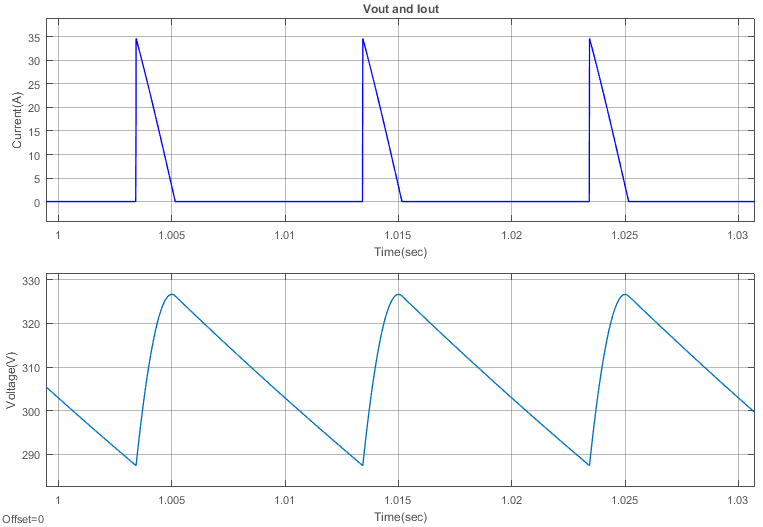 Vout and Iout
Current(A)
35
30
25
20
15
10
5
0
1 1.005 1.01 1.015 1.02 1.025 1.03
Time(sec)
Voltage(V)
330
320
310
300
290
1 1.005 1.01 1.015 1.02 1.025 1.03
Time(sec)
Offset=0